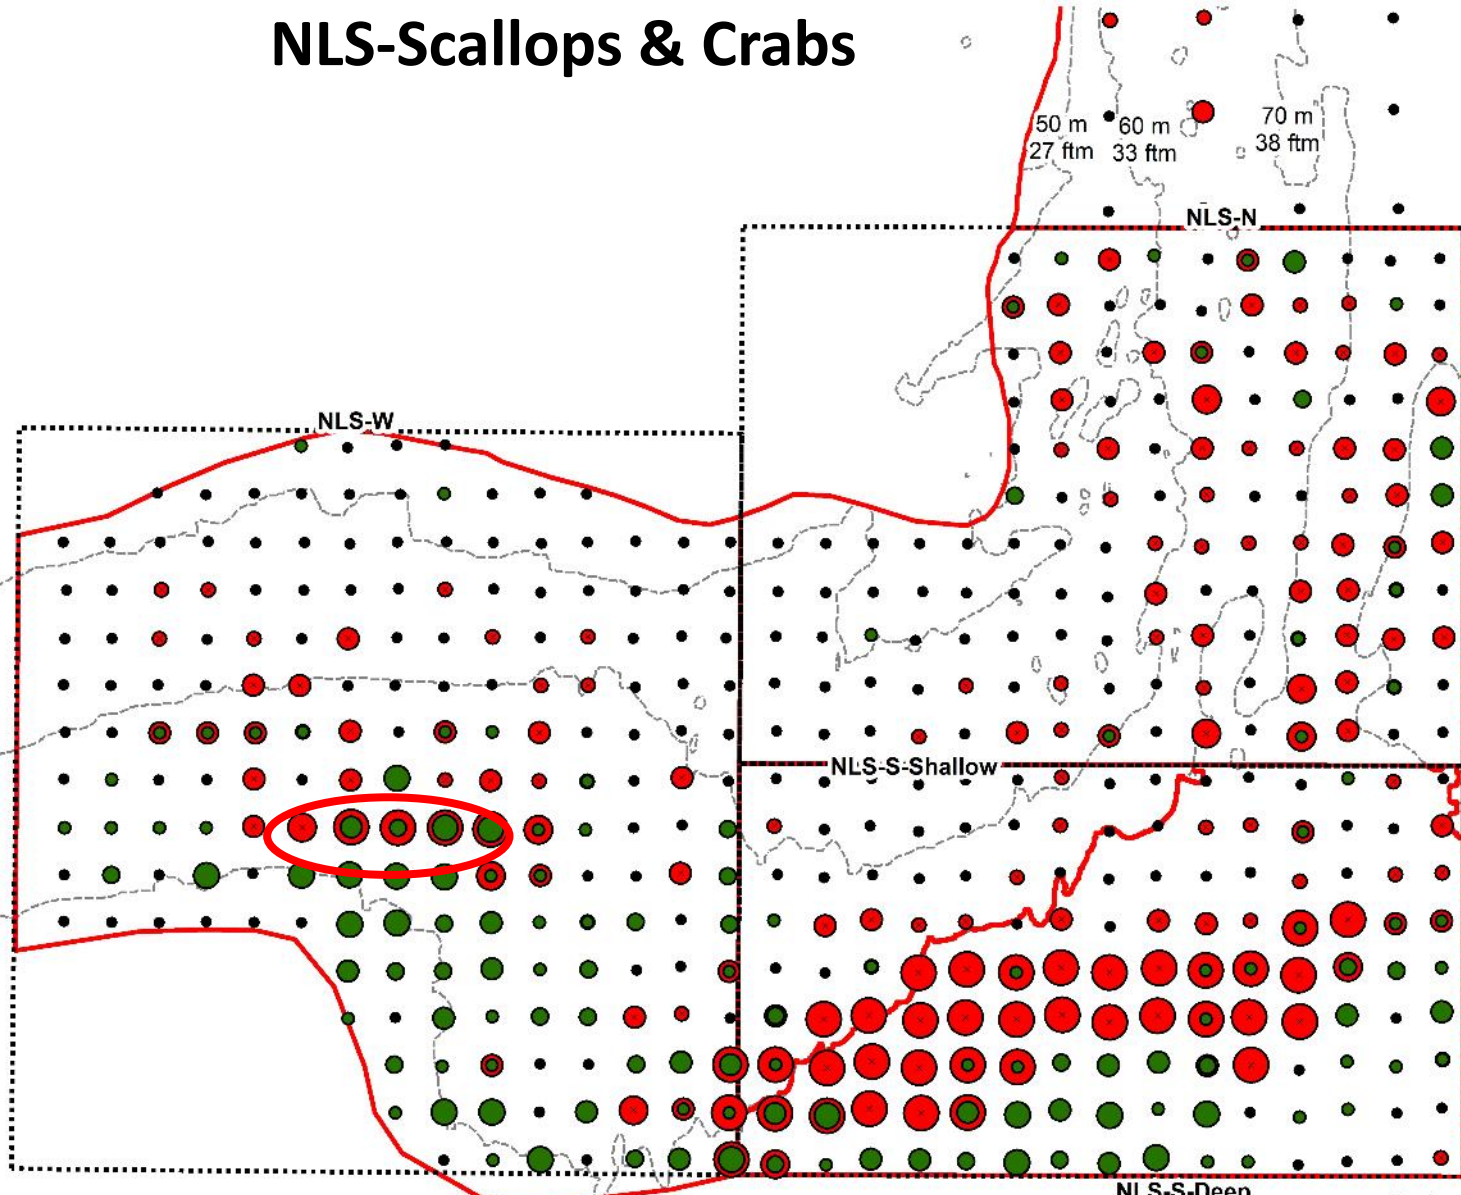 NLS-Scallops & Crabs
50 m
27 ftm
60 m
33 ftm
70 m
38 ftm
NLS-N
NLS-W
NLS-S-Shallow
NLS-S-Deep